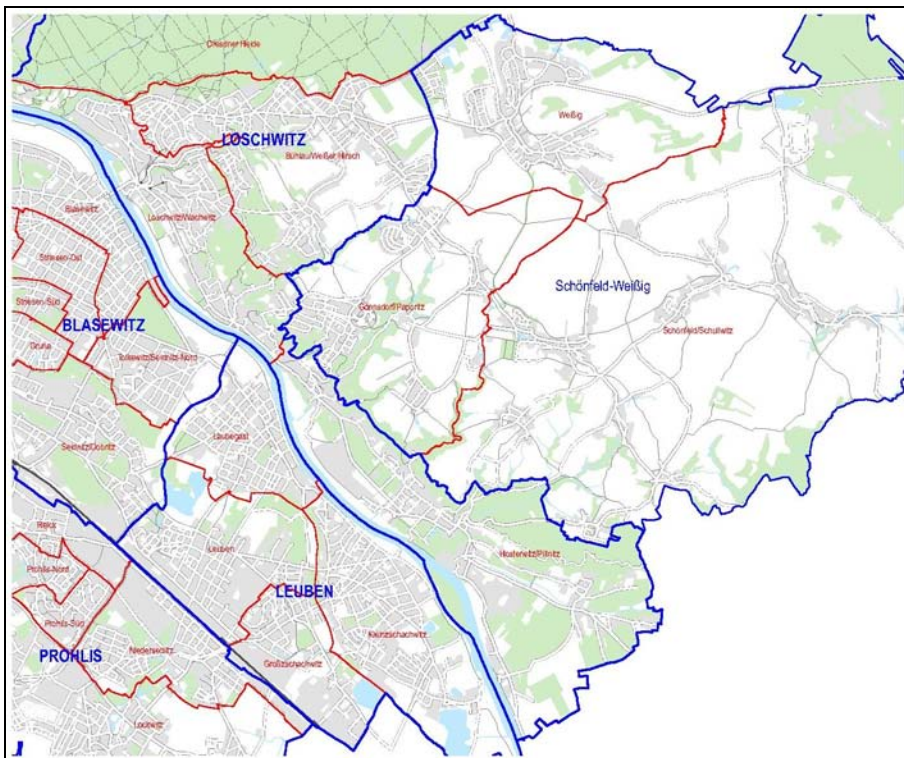 Dresdner Heide
Weißig
LOSCHWITZ
Bühlau/Weißer Hirsch
Blasewitz
Loschwitz/Wachwitz
Striesen-Ost
Schönfeld-Weißig
Striesen-Süd
Gönnsdorf/Pappritz
BLASEWITZ
Schönfeld/Schullwitz
Gruna
Tolkewitz/Seidnitz-Nord
Laubegast
Seidnitz/Dobritz
Reick
Leuben
Hosterwitz/Pillnitz
Prohlis-Nord
LEUBEN
Prohlis-Süd
Kleinzschachwitz
Niedersedlitz
PROHLIS
Großzschachwitz
Lockwitz